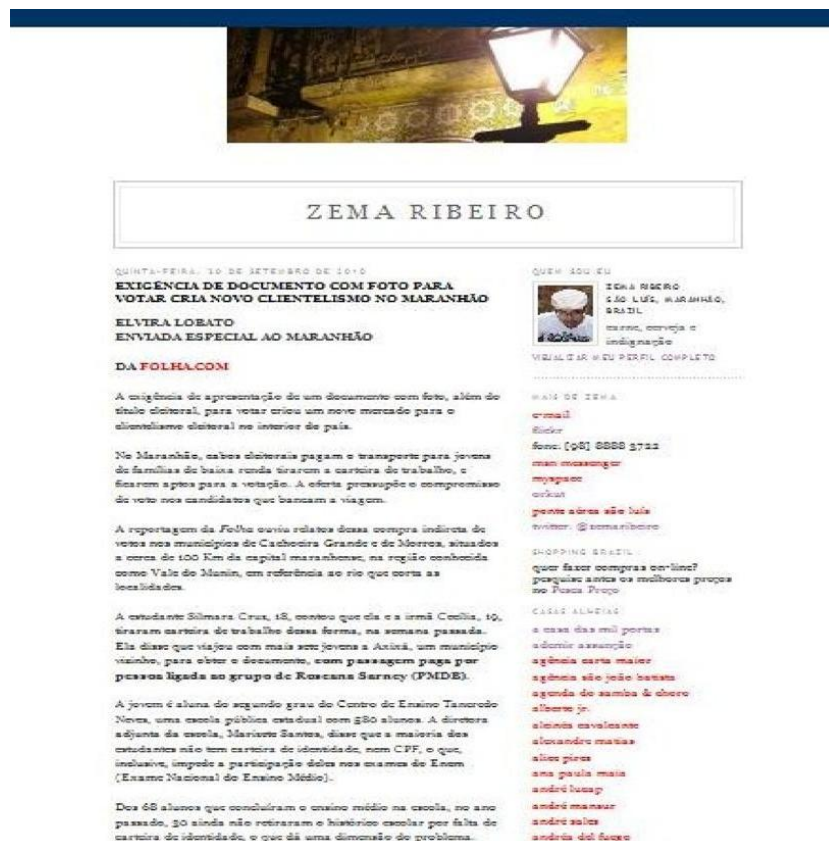 ZEMA RIBEIRO
QUINTA-FEIRA, 30 DE SETEMBRO DE 2010
EXIGÊNCIA DE DOCUMENTO COM FOTO PARA
VOTAR CRIA NOVO CLIENTELISMO NO MARANHÃO
ELVIRA LOBATO
ENVIADA ESPECIAL AO MARANHÃO
DA FOLHA.COM
A exigência de apresentação de um documento com foto, além do
título eleitoral, para votar criou um novo mercado para o
clientelismo eleitoral no interior do país.
No Maranhão, cabos eleitorais pagam o transporte para jovens
de famílias de baixa renda tirarem a carteira de trabalho, e
ficarem aptos para a votação. A oferta pressupõe o compromisso
de voto nos candidatos que bancam a viagem.
A reportagem da Folha ouviu relatos dessa compra indireta de
votos nos municípios de Cachoeira Grande e de Morros, situados
a cerca de 100 Km da capital maranhense, na região conhecida
como Vale do Munin, em referência ao rio que corta as
localidades.
A estudante Silmara Cruz, 18, contou que ela e a irmã Cecília, 19,
tiraram carteira de trabalho dessa forma, na semana passada.
Ela disse que viajou com mais sete jovens a Axixá, um município
vizinho, para obter o documento, com passagem paga por
pessoa ligada ao grupo de Roseana Sarney (PMDB).
A jovem é aluna do segundo grau do Centro de Ensino Tancredo
Neves, uma escola pública estadual com 580 alunos. A diretora
adjunta da escola, Marizete Santos, disse que a maioria dos
estudantes não tem carteira de identidade, nem CPF, o que,
inclusive, impede a participação deles nos exames do Enem
(Exame Nacional do Ensino Médio).
Dos 68 alunos que concluíram o ensino médio na escola, no ano
passado, 30 ainda não retiraram o histórico escolar por falta de
carteira de identidade, o que dá uma dimensão do problema.
QUEM SOU EU
ZEMA RIBEIRO
SÃO LUÍS, MARANHÃO,
BRAZIL
carne, cerveja e
indignação
VISUALIZAR MEU PERFIL COMPLETO
MAIS DE ZEMA
e-mail
flickr
fone: [98] 8888 3722
msn messenger
myspace
orkut
ponte aérea são luís
twitter: @zemaribeiro
SHOPPING BRAZIL
quer fazer compras on-line?
pesquise antes os melhores preços
no Pesca Preço
CASAS ALHEIAS
a casa das mil portas
ademir assunção
agência carta maior
agência são joão batista
agenda do samba & choro
alberto jr.
alcinéa cavalcante
alexandre matias
alice pires
ana paula maia
andré lucap
andré mansur
andré sales
andréa del fuego